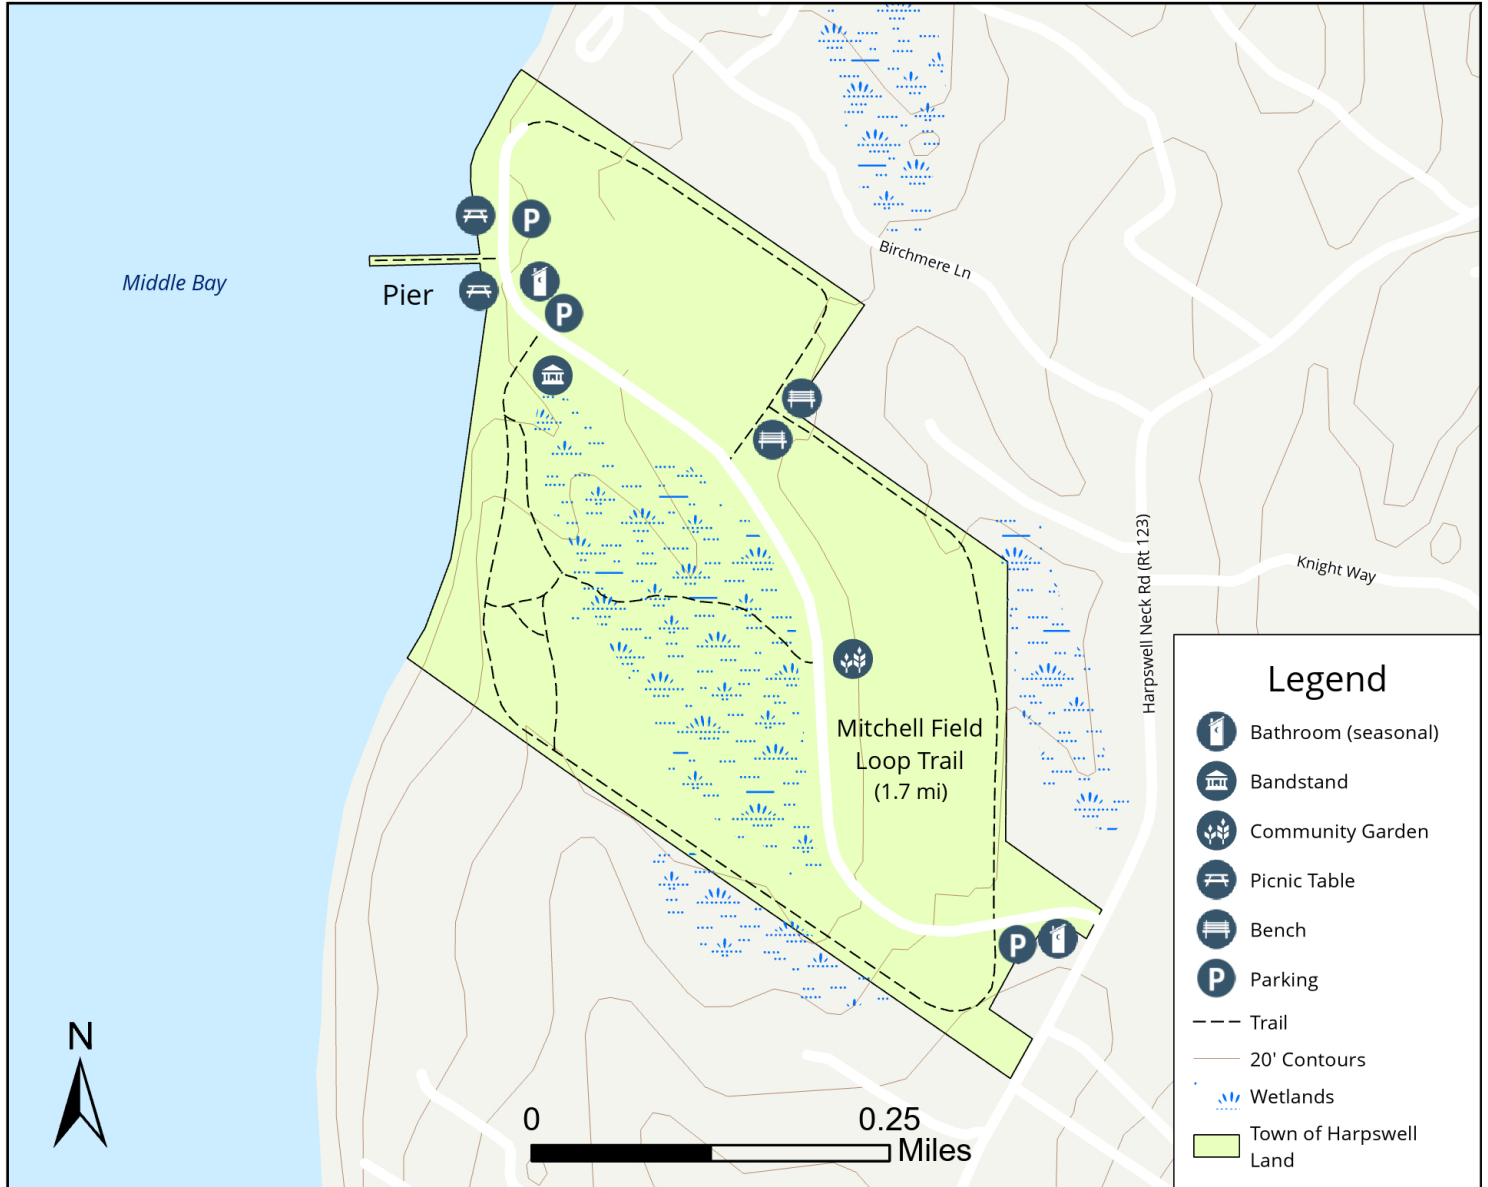 Birchmere Ln
Middle Bay
Pier
P
P
Harpswell Neck Rd (Rt 123)
Knight Way
Mitchell Field
Loop Trail
(1.7 mi)
P
N
0
0.25
Miles
Legend
Bathroom (seasonal)
Bandstand
Community Garden
Picnic Table
Bench
P
Parking
Trail
20' Contours
Wetlands
Town of Harpswell
Land